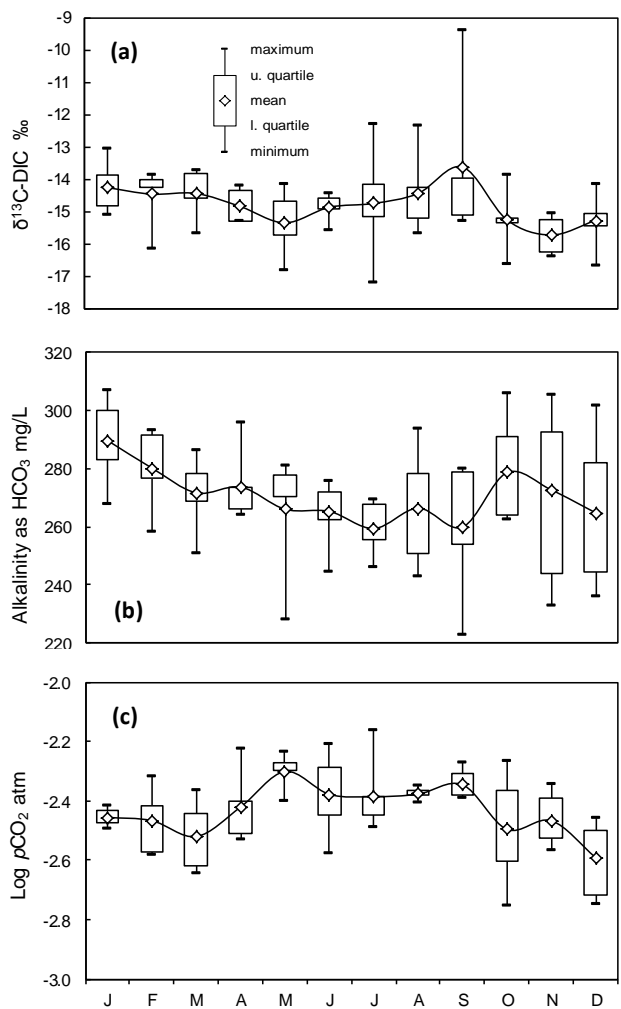 -9
-10
-11
-12
-13
-14
-15
-16
-17
-18
δ¹³C-DIC ‰
(a)
maximum
u. quartile
mean
l. quartile
minimum
320
300
280
260
240
220
Alkalinity as HCO₃ mg/L
(b)
-2.0
-2.2
-2.4
-2.6
-2.8
-3.0
Log pCO₂ atm
(c)
J F M A M J J A S O N D